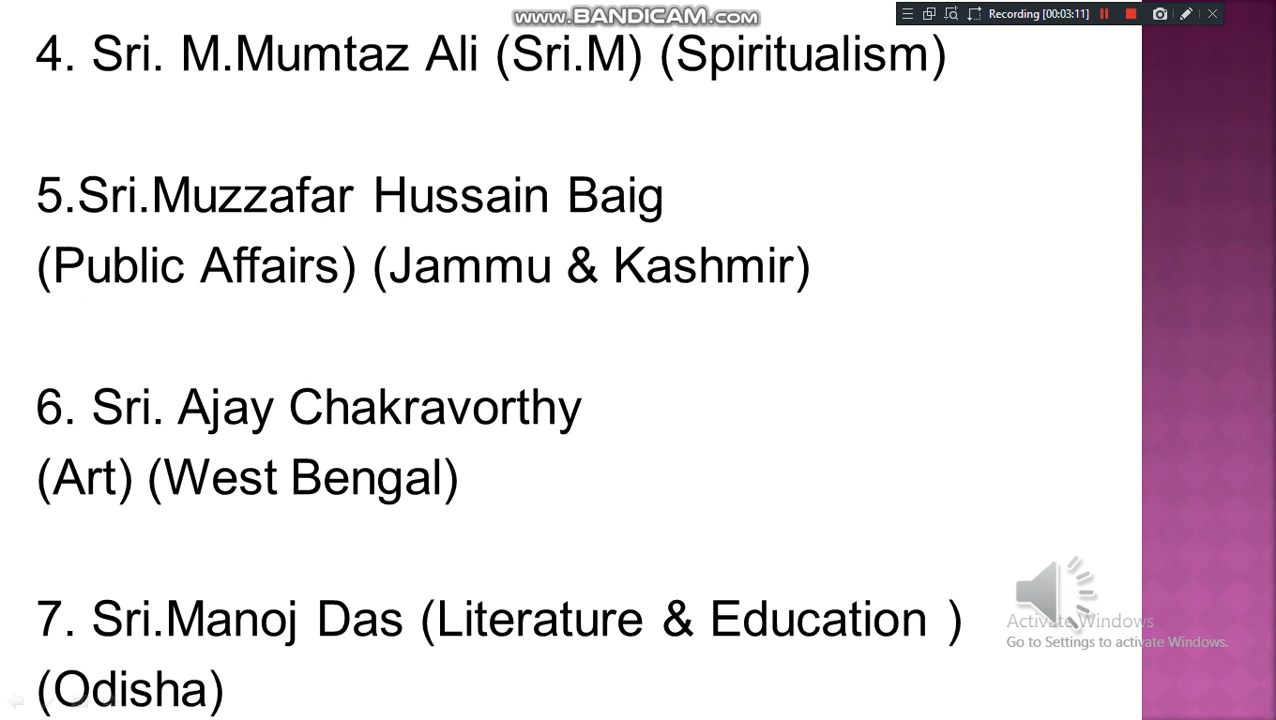 www.BANDICAM.com
Recording [00:03:11]
4. Sri. M.Mumtaz Ali (Sri.M) (Spiritualism)
5.Sri.Muzzafar Hussain Baig
(Public Affairs) (Jammu & Kashmir)
6. Sri. Ajay Chakravorthy
(Art) (West Bengal)
7. Sri.Manoj Das (Literature & Education )
(Odisha)
Activate Windows
Go to Settings to activate Windows.